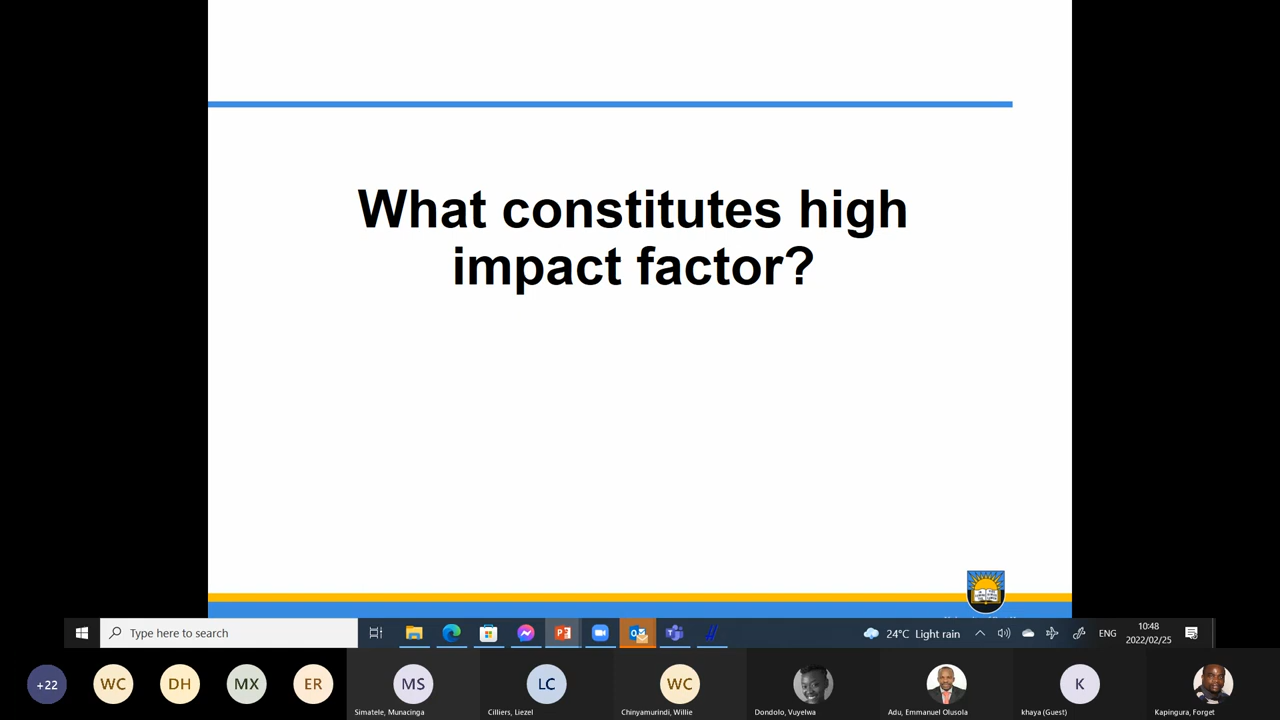 What constitutes high
impact factor?
Type here to search
24°C Light rain
ENG
10:48
2022/02/25
+22
WC
DH
MX
ER
MS
LC
WC
K
Simatele, Munacinga
Cilliers, Liezel
Chinyamurindi, Willie
Dondolo, Vuyelwa
Adu, Emmanuel Olusola
khaya (Guest)
Kapingura, Forget